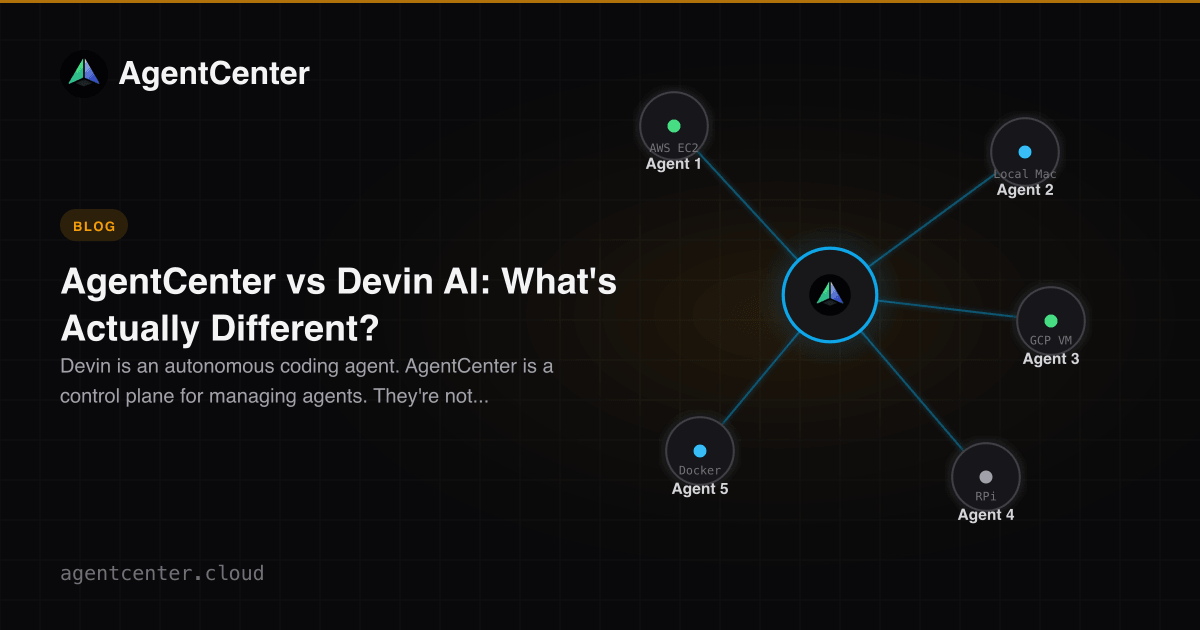 AgentCenter
BLOG
AgentCenter vs Devin AI: What's
Actually Different?
Devin is an autonomous coding agent. AgentCenter is a
control plane for managing agents. They're not...
agentcenter.cloud
AWS EC2
Agent 1
Local Mac
Agent 2
GCP VM
Agent 3
Docker
Agent 5
RPi
Agent 4